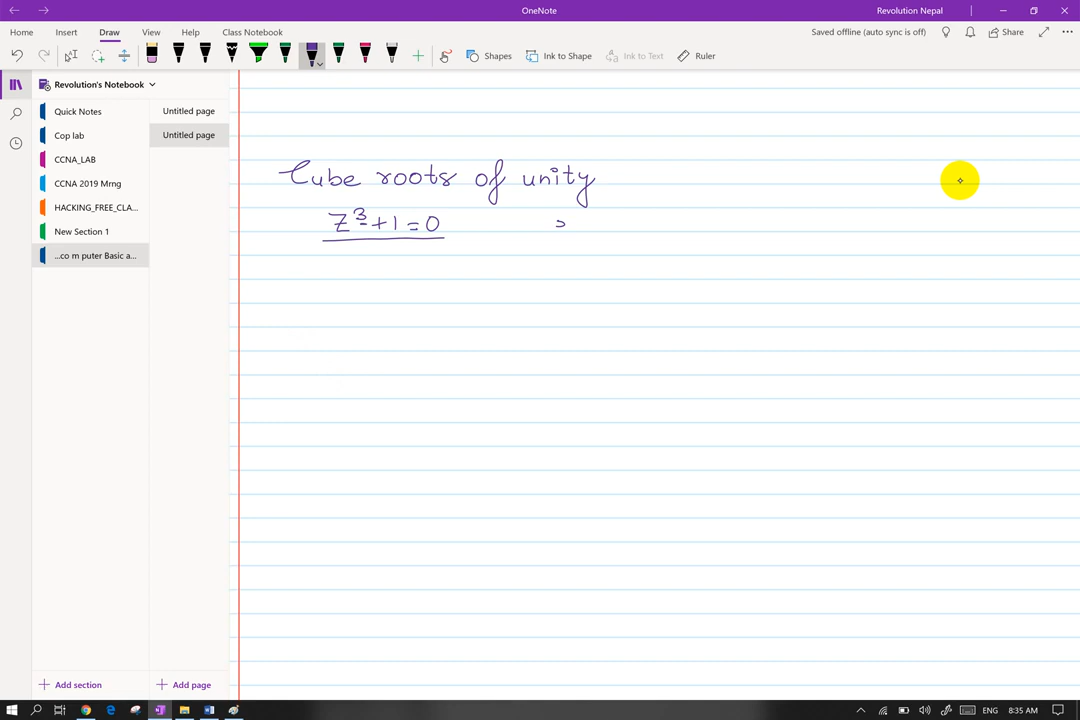 OneNote
Revolution Nepal
Home Insert Draw View Help Class Notebook
Saved offline (auto sync is off)
Share
Shapes
Ink to Shape
Ink to Text
Ruler
Revolution's Notebook
Quick Notes
Cop lab
CCNA_LAB
CCNA 2019 Mrng
HACKING_FREE_CLA...
New Section 1
...co m puter Basic a...
Untitled page
Untitled page
Cube roots of unity
z³+1=0
Add section
Add page
ENG
8:35 AM